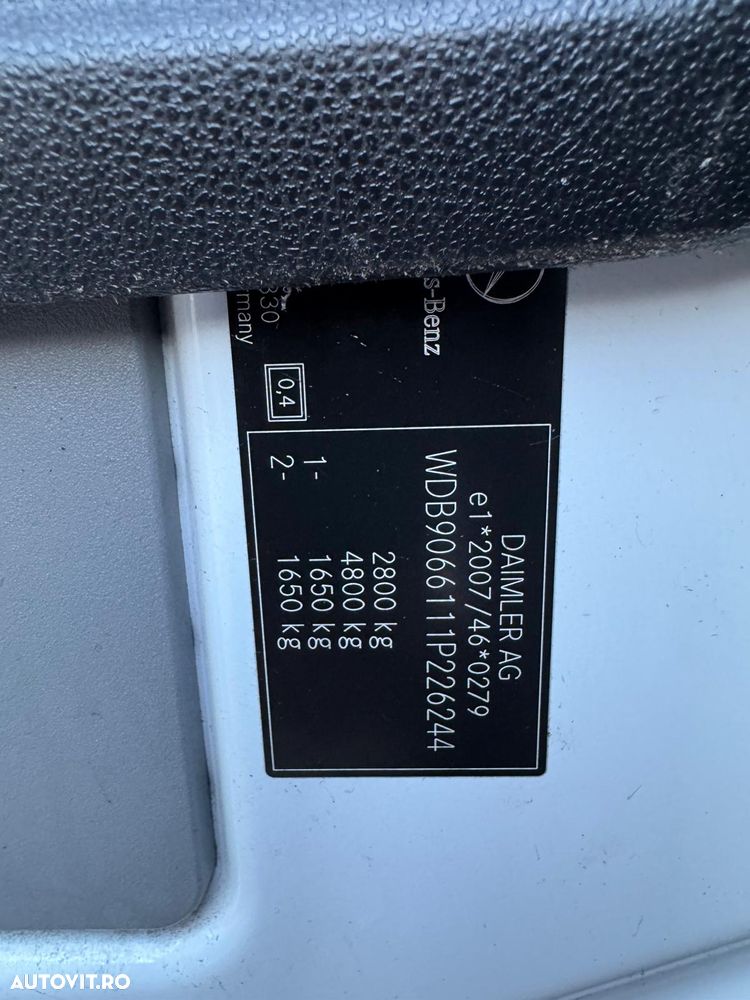 s-Benz
330
many
0,4
DAIMLER AG
e1*2007/46*0279
WDB9066111P226244
2800 kg
4800 kg
1- 1650 kg
2- 1650 kg
AUTOVIT.RO